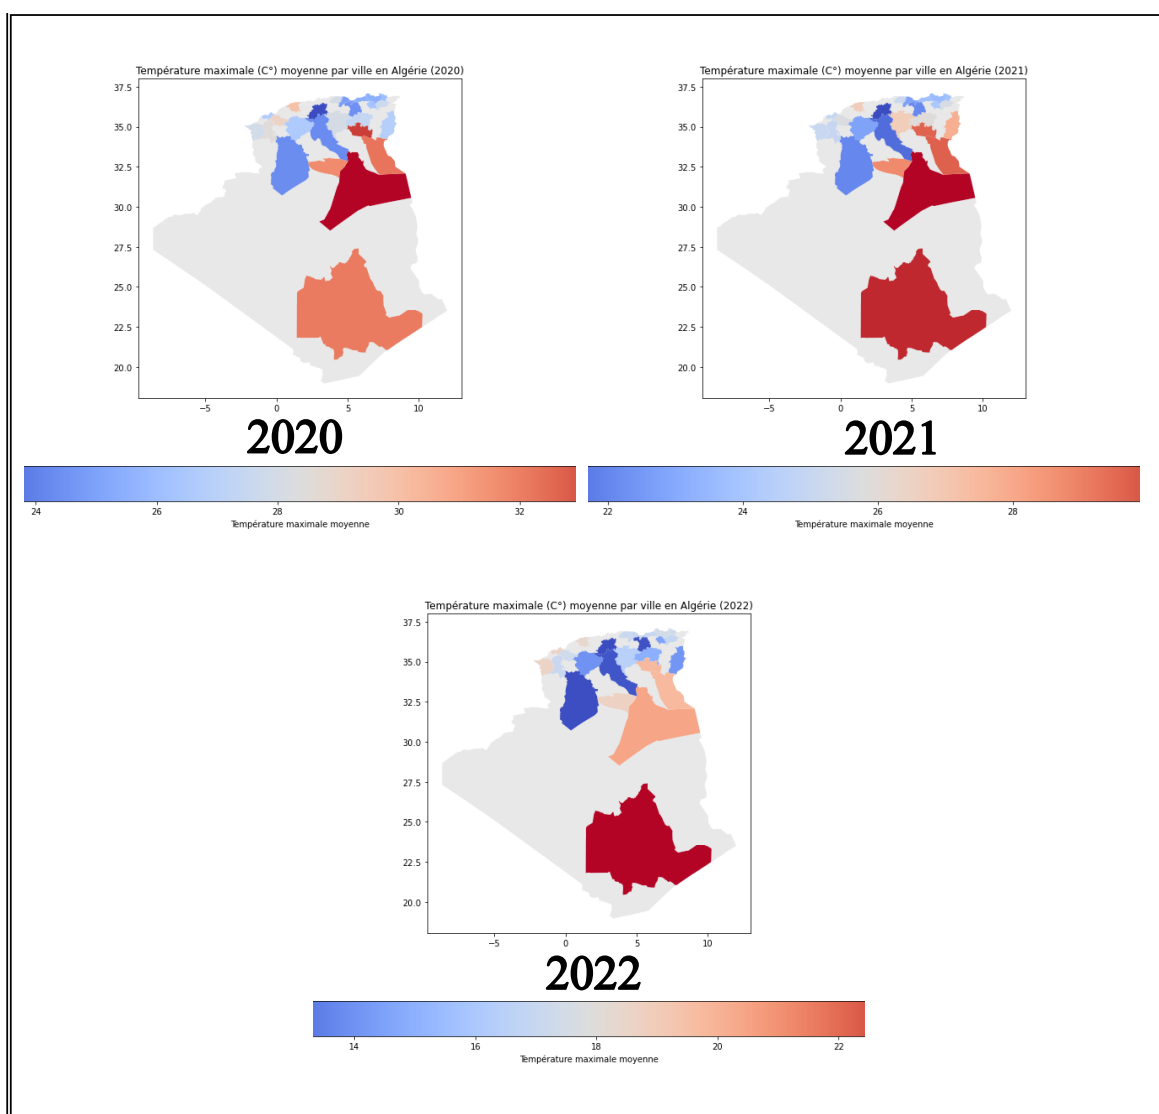 Température maximale (C°) moyenne par ville en Algérie (2020)
37.5
35.0
32.5
30.0
27.5
25.0
22.5
20.0
−5 0 5 10
2020
24 26 28 30 32
Température maximale moyenne
Température maximale (C°) moyenne par ville en Algérie (2021)
37.5
35.0
32.5
30.0
27.5
25.0
22.5
20.0
−5 0 5 10
2021
22 24 26 28
Température maximale moyenne
Température maximale (C°) moyenne par ville en Algérie (2022)
37.5
35.0
32.5
30.0
27.5
25.0
22.5
20.0
−5 0 5 10
2022
14 16 18 20 22
Température maximale moyenne